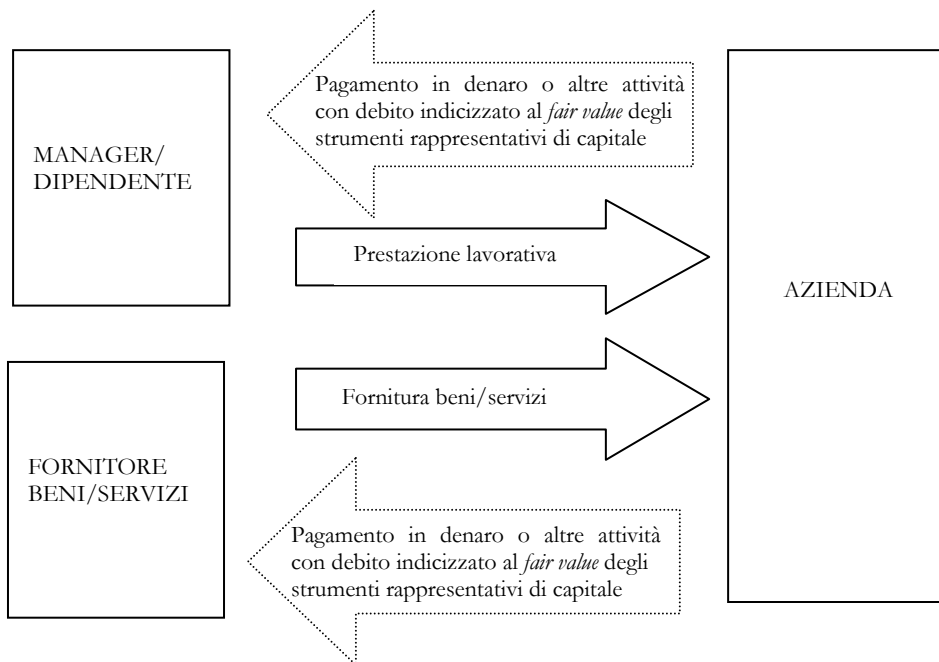 Pagamento in denaro o altre attività
con debito indicizzato al fair value degli
strumenti rappresentativi di capitale
MANAGER/
DIPENDENTE
Prestazione lavorativa
AZIENDA
Fornitura beni/servizi
FORNITORE
BENI/SERVIZI
Pagamento in denaro o altre attività
con debito indicizzato al fair value degli
strumenti rappresentativi di capitale